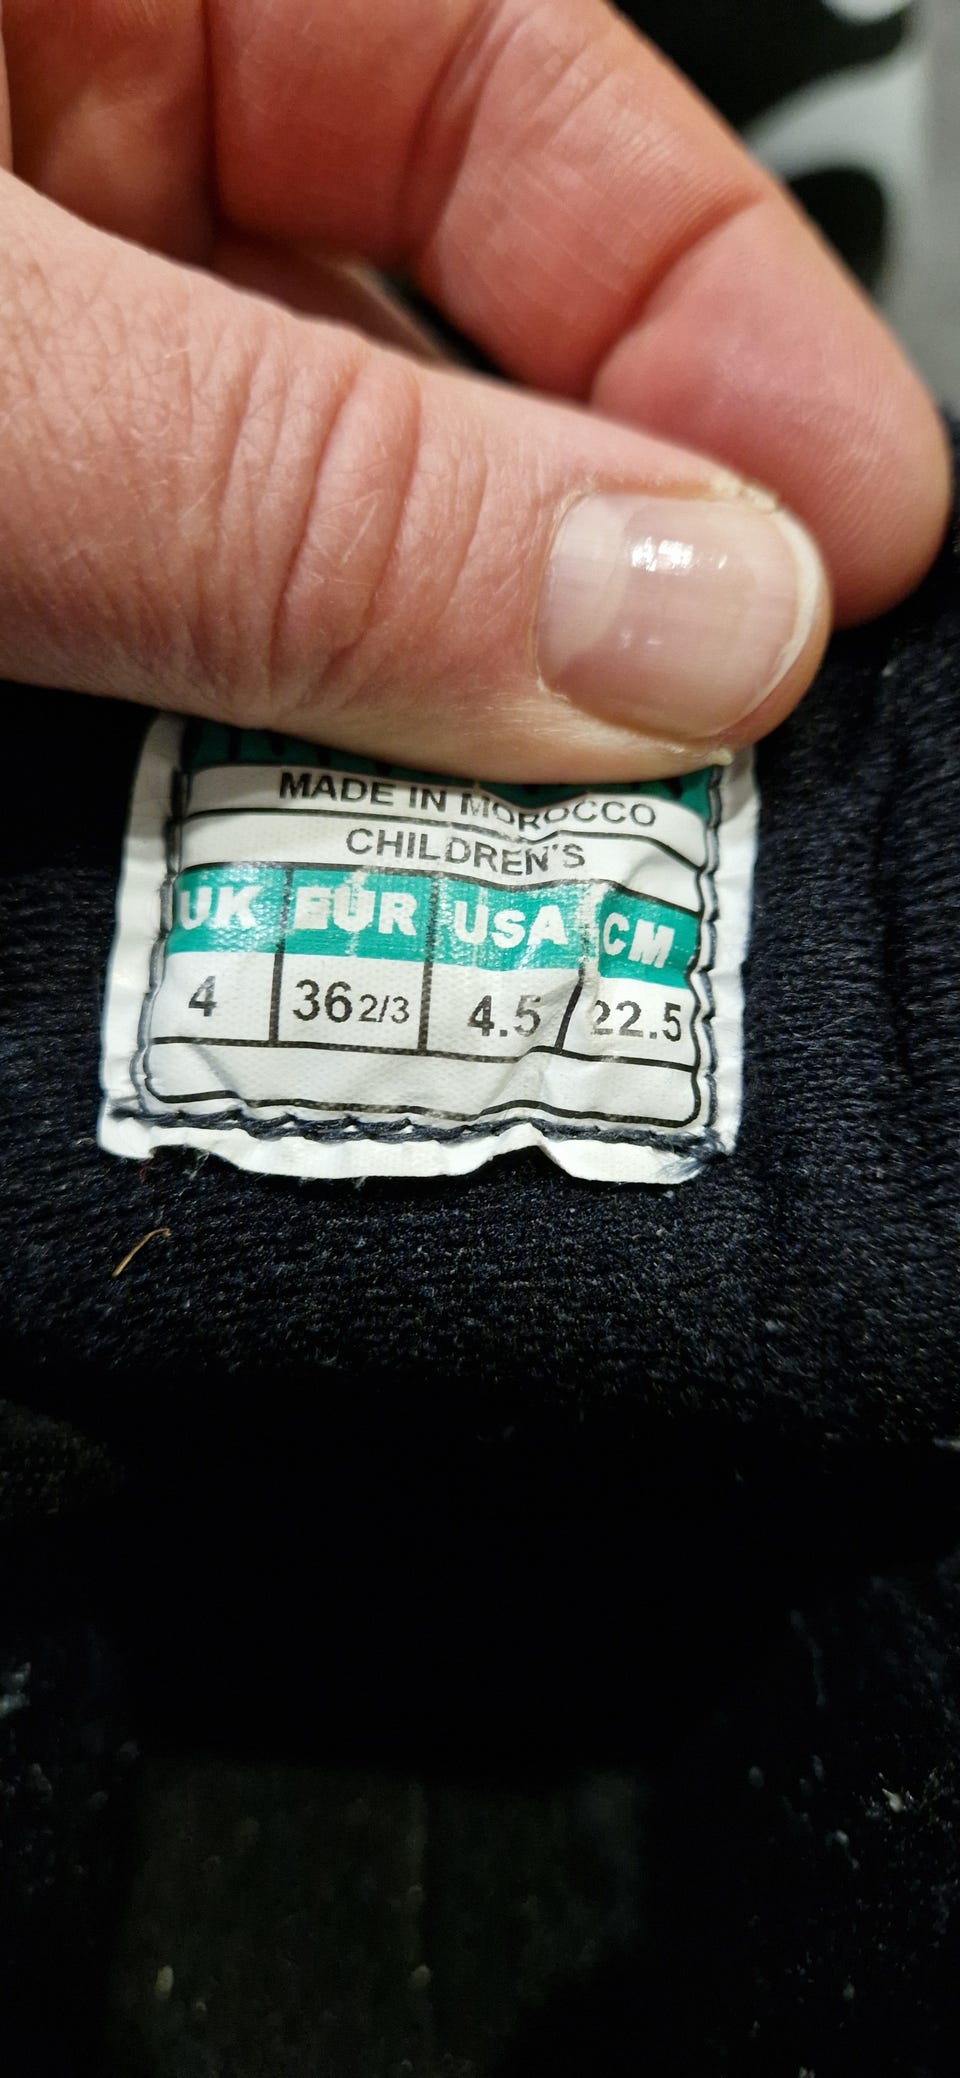 MADE IN MOROCCO
CHILDREN'S
UK EUR USA CM
4 36 2/3 4.5 22.5